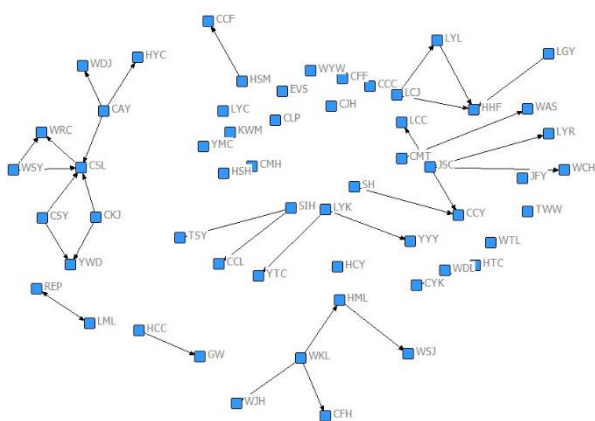 CCF
LYL
LGY
HYC
WDJ
WYW
HSM
CFF
CCC
EVS
LCJ
CJH
HHF
WAS
CAY
LYC
CLP
LCC
WRC
KWM
LYR
YMC
CMT
CMH
JSC
WSY
CSL
HSH
WCH
JFY
LSH
SIH
LYK
TWW
CSY
CKJ
CCY
TSY
YYY
WTL
YWD
CCL
HCY
HTC
WDL
YTC
CYK
REP
HML
LML
HCC
GW
WKL
WSJ
WJH
CFH